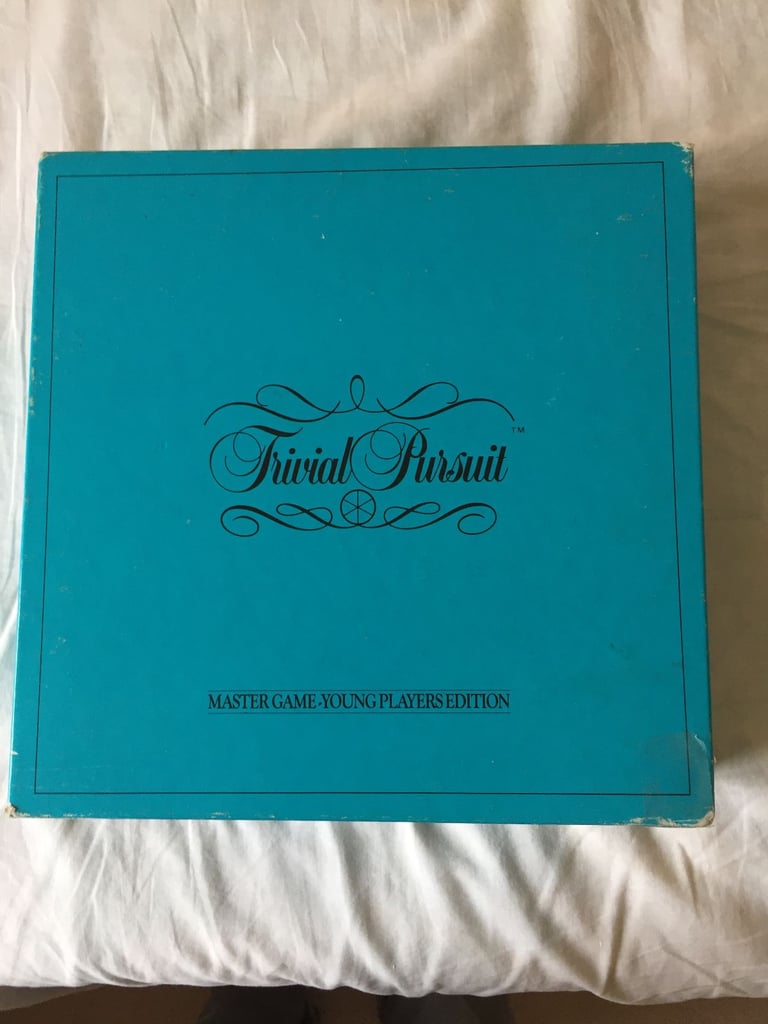 Trivial Pursuit™
MASTER GAME-YOUNG PLAYERS EDITION